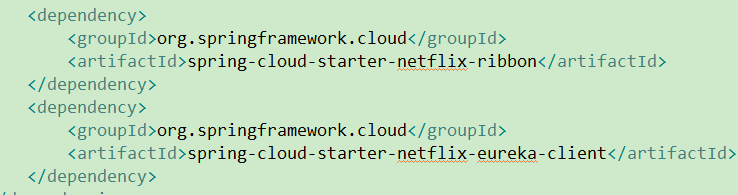 <dependency>
<groupId>org.springframework.cloud</groupId>
<artifactId>spring-cloud-starter-netflix-ribbon</artifactId>
</dependency>
<dependency>
<groupId>org.springframework.cloud</groupId>
<artifactId>spring-cloud-starter-netflix-eureka-client</artifactId>
</dependency>